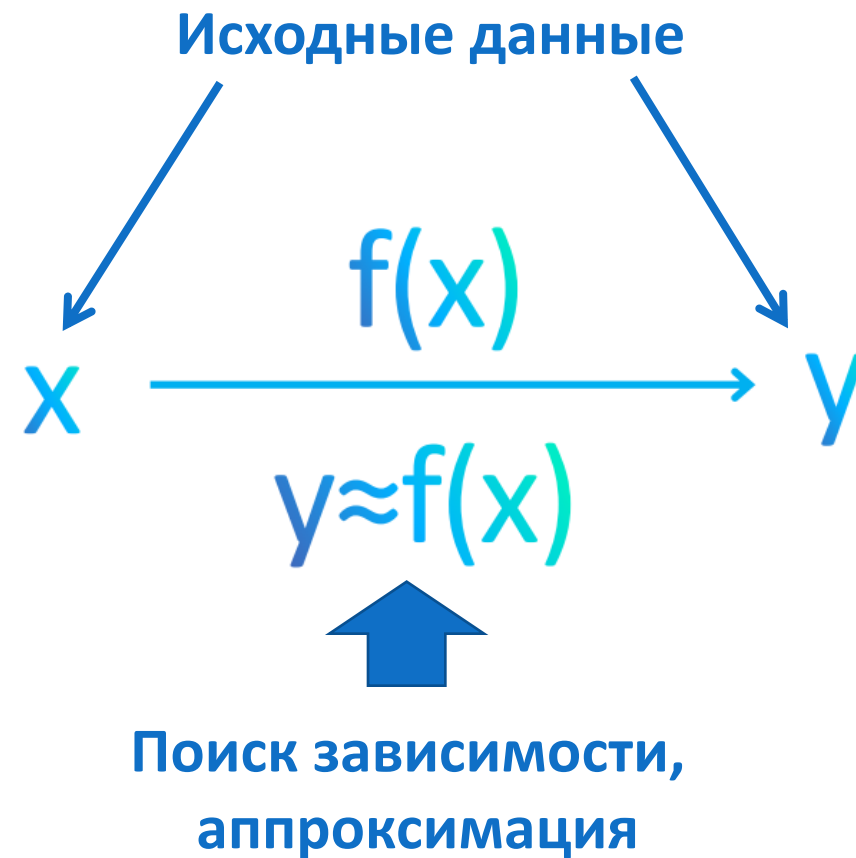 Исходные данные
f(x)
x
y
y≈f(x)
Поиск зависимости,
аппроксимация